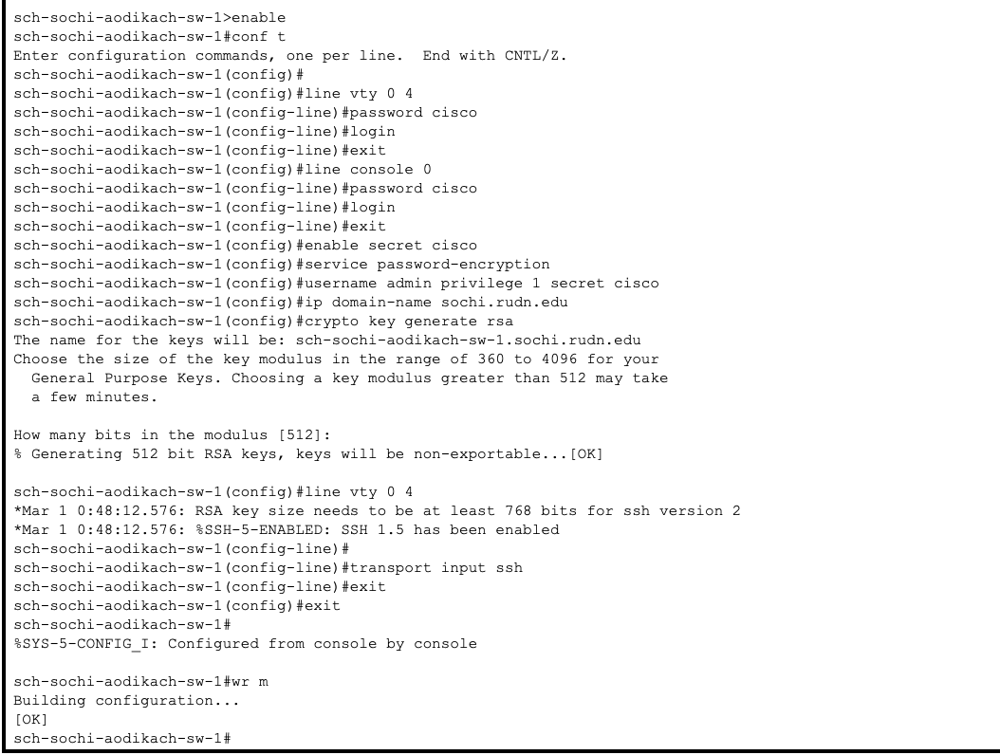 sch-sochi-aodikach-sw-1>enable
sch-sochi-aodikach-sw-1#conf t
Enter configuration commands, one per line.  End with CNTL/Z.
sch-sochi-aodikach-sw-1(config)#
sch-sochi-aodikach-sw-1(config)#line vty 0 4
sch-sochi-aodikach-sw-1(config-line)#password cisco
sch-sochi-aodikach-sw-1(config-line)#login
sch-sochi-aodikach-sw-1(config-line)#exit
sch-sochi-aodikach-sw-1(config)#line console 0
sch-sochi-aodikach-sw-1(config-line)#password cisco
sch-sochi-aodikach-sw-1(config-line)#login
sch-sochi-aodikach-sw-1(config-line)#exit
sch-sochi-aodikach-sw-1(config)#enable secret cisco
sch-sochi-aodikach-sw-1(config)#service password-encryption
sch-sochi-aodikach-sw-1(config)#username admin privilege 1 secret cisco
sch-sochi-aodikach-sw-1(config)#ip domain-name sochi.rudn.edu
sch-sochi-aodikach-sw-1(config)#crypto key generate rsa
The name for the keys will be: sch-sochi-aodikach-sw-1.sochi.rudn.edu
Choose the size of the key modulus in the range of 360 to 4096 for your
  General Purpose Keys. Choosing a key modulus greater than 512 may take
  a few minutes.

How many bits in the modulus [512]:
% Generating 512 bit RSA keys, keys will be non-exportable...[OK]

sch-sochi-aodikach-sw-1(config)#line vty 0 4
*Mar 1 0:48:12.576: RSA key size needs to be at least 768 bits for ssh version 2
*Mar 1 0:48:12.576: %SSH-5-ENABLED: SSH 1.5 has been enabled
sch-sochi-aodikach-sw-1(config-line)#
sch-sochi-aodikach-sw-1(config-line)#transport input ssh
sch-sochi-aodikach-sw-1(config-line)#exit
sch-sochi-aodikach-sw-1(config)#exit
sch-sochi-aodikach-sw-1#
%SYS-5-CONFIG_I: Configured from console by console

sch-sochi-aodikach-sw-1#wr m
Building configuration...
[OK]
sch-sochi-aodikach-sw-1#